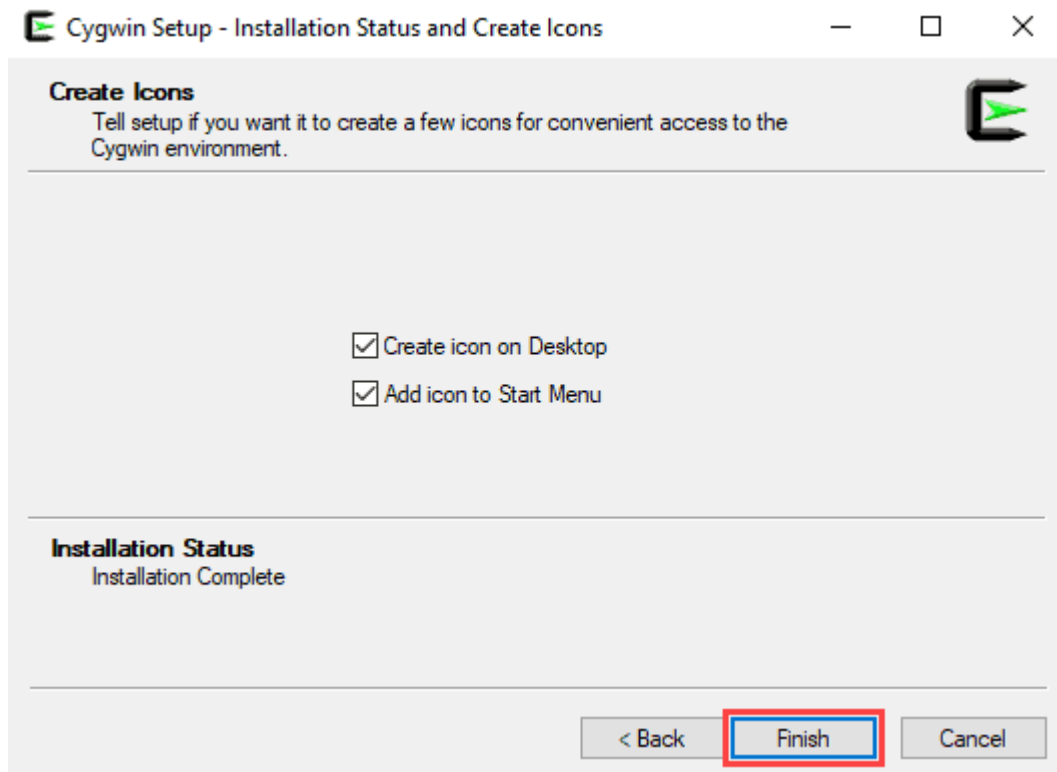 Cygwin Setup - Installation Status and Create Icons
Create Icons
Tell setup if you want it to create a few icons for convenient access to the
Cygwin environment.
Create icon on Desktop
Add icon to Start Menu
Installation Status
Installation Complete
< Back Finish Cancel